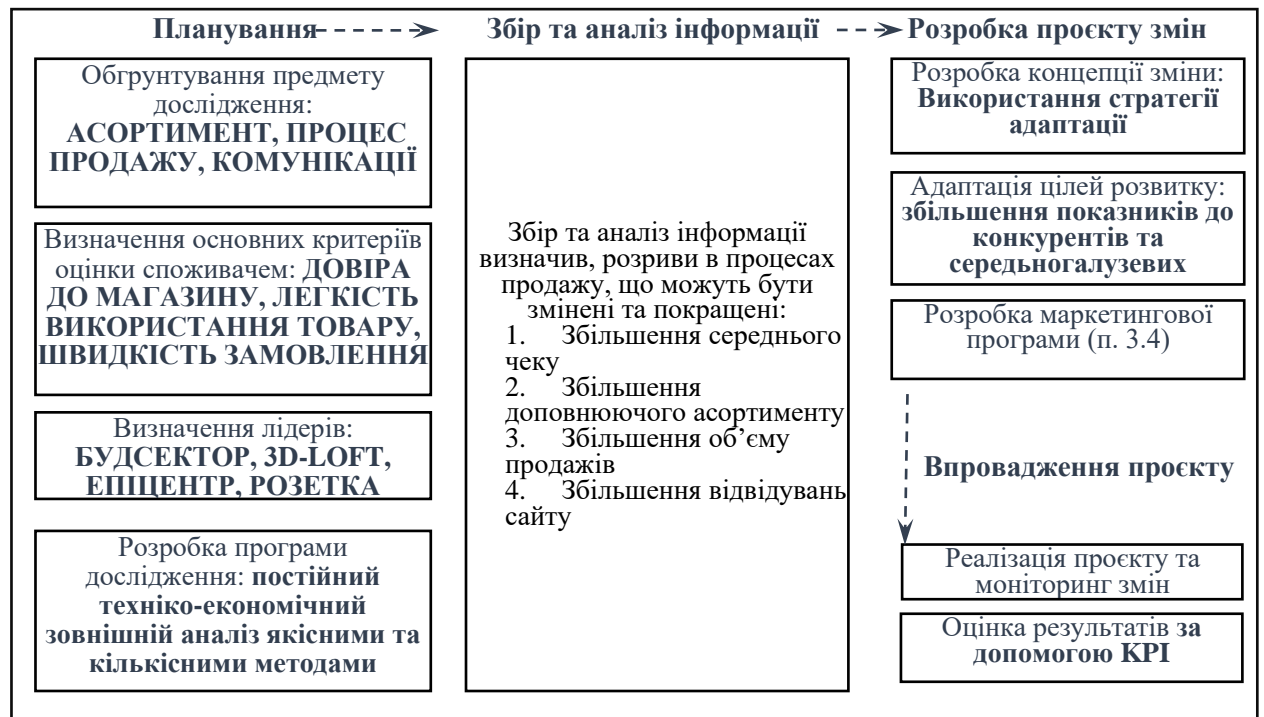 Планування
Збір та аналіз інформації
Розробка проєкту змін
Обгрунтування предмету
дослідження:
АСОРТИМЕНТ, ПРОЦЕС
ПРОДАЖУ, КОМУНІКАЦІЇ
Визначення основних критеріїв
оцінки споживачем: ДОВІРА
ДО МАГАЗИНУ, ЛЕГКІСТЬ
ВИКОРИСТАННЯ ТОВАРУ,
ШВИДКІСТЬ ЗАМОВЛЕННЯ
Визначення лідерів:
БУДСЕКТОР, 3D-LOFT,
ЕПІЦЕНТР, РОЗЕТКА
Розробка програми
дослідження: постійний
техніко-економічний
зовнішній аналіз якісними та
кількісними методами
Збір та аналіз інформації
визначив, розриви в процесах
продажу, що можуть бути
змінені та покращені:
1. Збільшення середнього
чеку
2. Збільшення
доповнюючого асортименту
3. Збільшення об’єму
продажів
4. Збільшення відвідувань
сайту
Розробка концепції зміни:
Використання стратегії
адаптації
Адаптація цілей розвитку:
збільшення показників до
конкурентів та
середньогалузевих
Розробка маркетингової
програми (п. 3.4)
Впровадження проєкту
Реалізація проєкту та
моніторинг змін
Оцінка результатів за
допомогою KPI